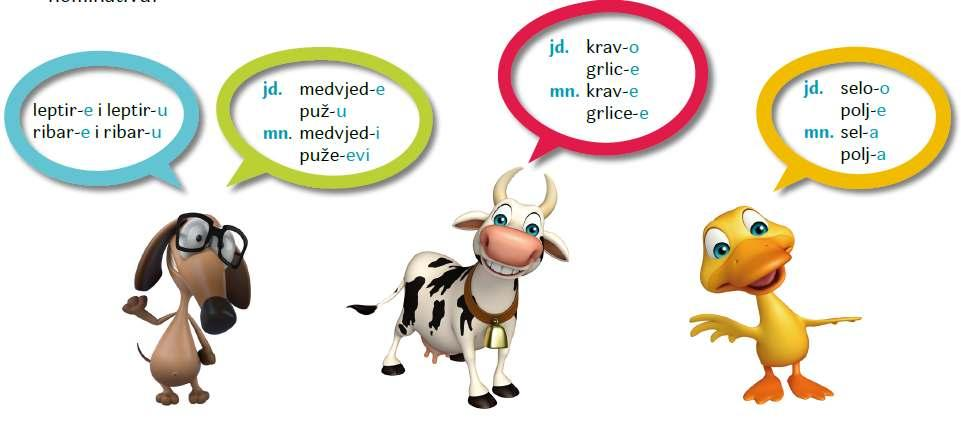 leptir-e i leptir-u
ribar-e i ribar-u
jd. medvjed-e
puž-u
mn. medvjed-i
puže-evi
jd. krav-o
grlic-e
mn. krav-e
grlice-e
jd. selo-o
polj-e
mn. sel-a
polj-a